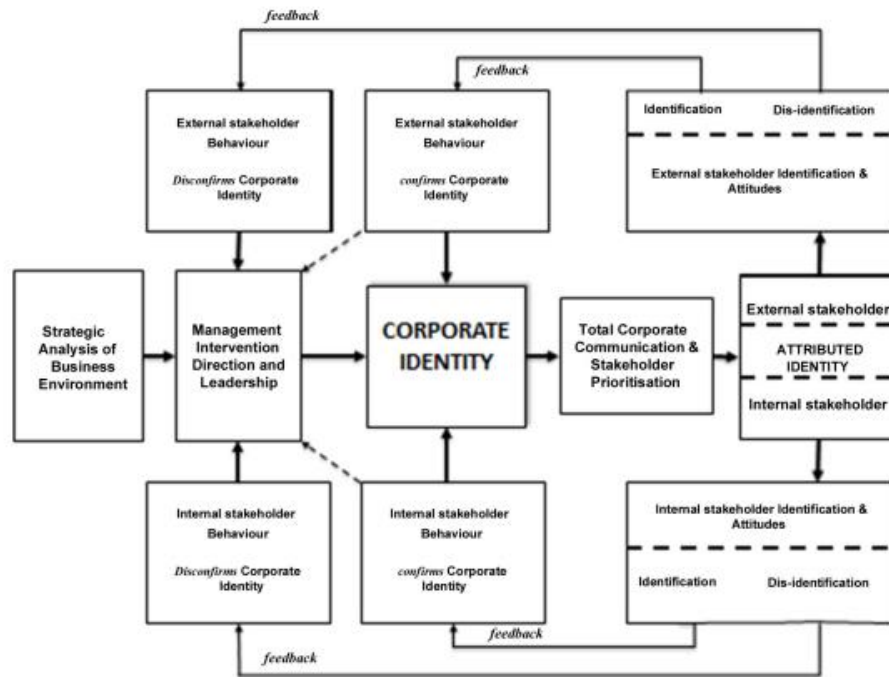 feedback
feedback
External stakeholder
Behaviour
Disconfirms Corporate
Identity
External stakeholder
Behaviour
confirms Corporate
Identity
Identification Dis-identification
External stakeholder Identification &
Attitudes
Strategic
Analysis of
Business
Environment
Management
Intervention
Direction and
Leadership
CORPORATE
IDENTITY
Total Corporate
Communication &
Stakeholder
Prioritisation
External stakeholder
ATTRIBUTED
IDENTITY
Internal stakeholder
Internal stakeholder
Behaviour
Disconfirms Corporate
Identity
Internal stakeholder
Behaviour
confirms Corporate
Identity
Internal stakeholder Identification &
Attitudes
Identification Dis-identification
feedback
feedback